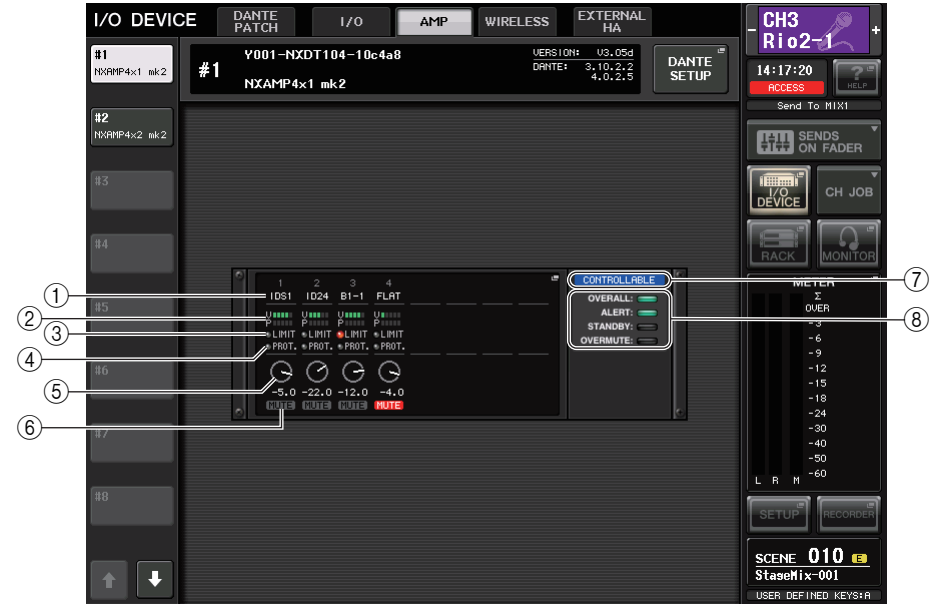 I/O DEVICE
DANTE PATCH
I/O
AMP
WIRELESS
EXTERNAL HA
CH3
- Rio2-1 +
#1
NXAMP4x1 mk2
#1
Y001-NXDT104-10c4a8
NXAMP4x1 mk2
VERSION: V3.05d
DANTE: 3.10.2.2
4.0.2.5
DANTE SETUP
14:17:20
ACCESS
?
HELP
Send To MIX1
#2
NXAMP4x2 mk2
SENDS ON FADER
#3
I/O DEVICE
CH JOB
#4
RACK
MONITOR
#5
#6
#7
#8
1 2 3 4
IDS1 ID24 B1-1 FLAT
V V V V
P P P P
LIMIT LIMIT LIMIT LIMIT
PROT. PROT. PROT. PROT.
-5.0 -22.0 -12.0 -4.0
MUTE MUTE MUTE MUTE
CONTROLLABLE
OVERALL:
ALERT:
STANDBY:
OVERMUTE:
①
②
③
④
⑤
⑥
⑦
⑧
METER
Σ
OVER
-3
-6
-9
-12
-15
-18
-24
-30
-40
-50
-60
L R M
SETUP
RECORDER
SCENE 010 E
StageMix-001
USER DEFINED KEYS:A